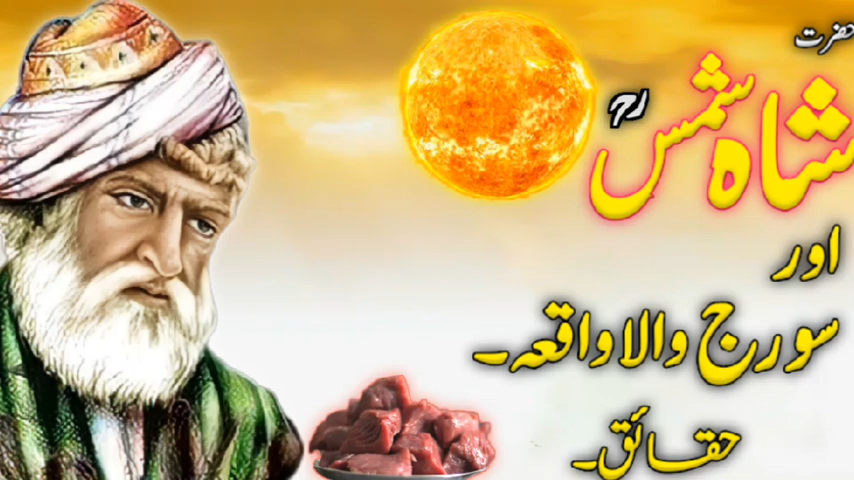 حضرت
شاہ شمس رح
اور
سورج والا واقعہ۔
حقائق۔